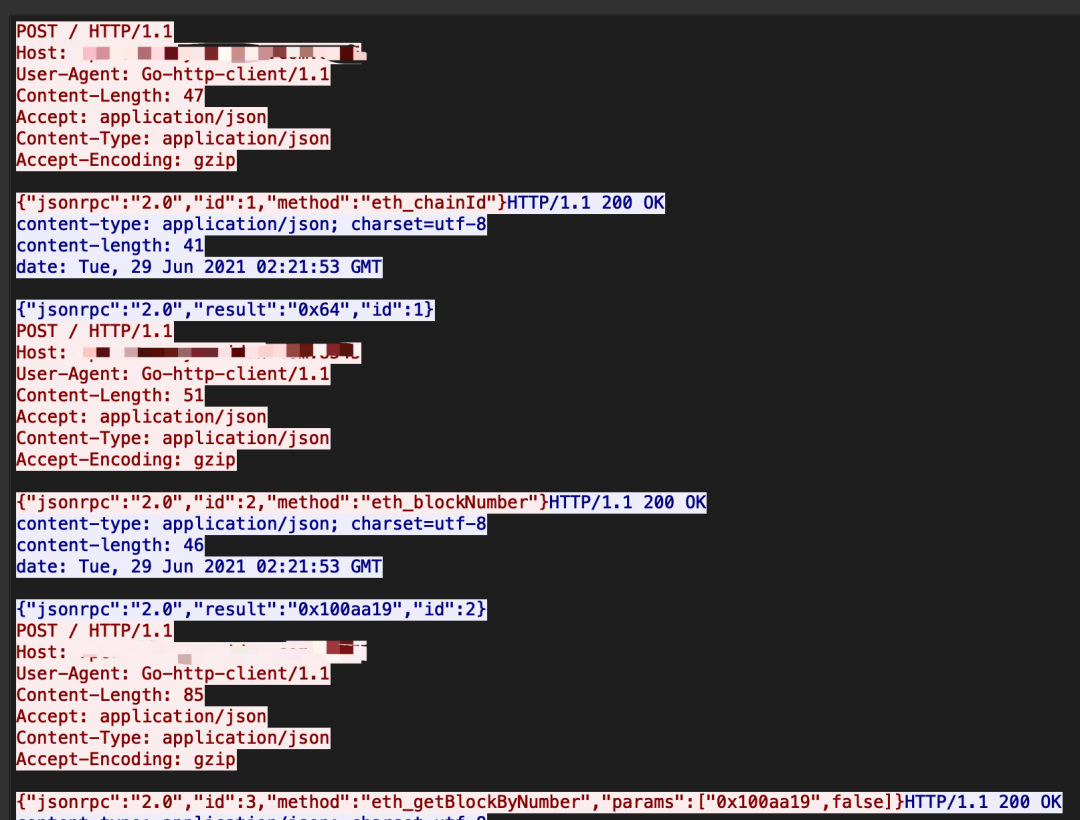 POST / HTTP/1.1
Host:
User-Agent: Go-http-client/1.1
Content-Length: 47
Accept: application/json
Content-Type: application/json
Accept-Encoding: gzip
{"jsonrpc":"2.0","id":1,"method":"eth_chainId"}HTTP/1.1 200 OK
content-type: application/json; charset=utf-8
content-length: 41
date: Tue, 29 Jun 2021 02:21:53 GMT
{"jsonrpc":"2.0","result":"0x64","id":1}
POST / HTTP/1.1
Host:
User-Agent: Go-http-client/1.1
Content-Length: 51
Accept: application/json
Content-Type: application/json
Accept-Encoding: gzip
{"jsonrpc":"2.0","id":2,"method":"eth_blockNumber"}HTTP/1.1 200 OK
content-type: application/json; charset=utf-8
content-length: 46
date: Tue, 29 Jun 2021 02:21:53 GMT
{"jsonrpc":"2.0","result":"0x100aa19","id":2}
POST / HTTP/1.1
Host:
User-Agent: Go-http-client/1.1
Content-Length: 85
Accept: application/json
Content-Type: application/json
Accept-Encoding: gzip
{"jsonrpc":"2.0","id":3,"method":"eth_getBlockByNumber","params":["0x100aa19",false]}HTTP/1.1 200 OK